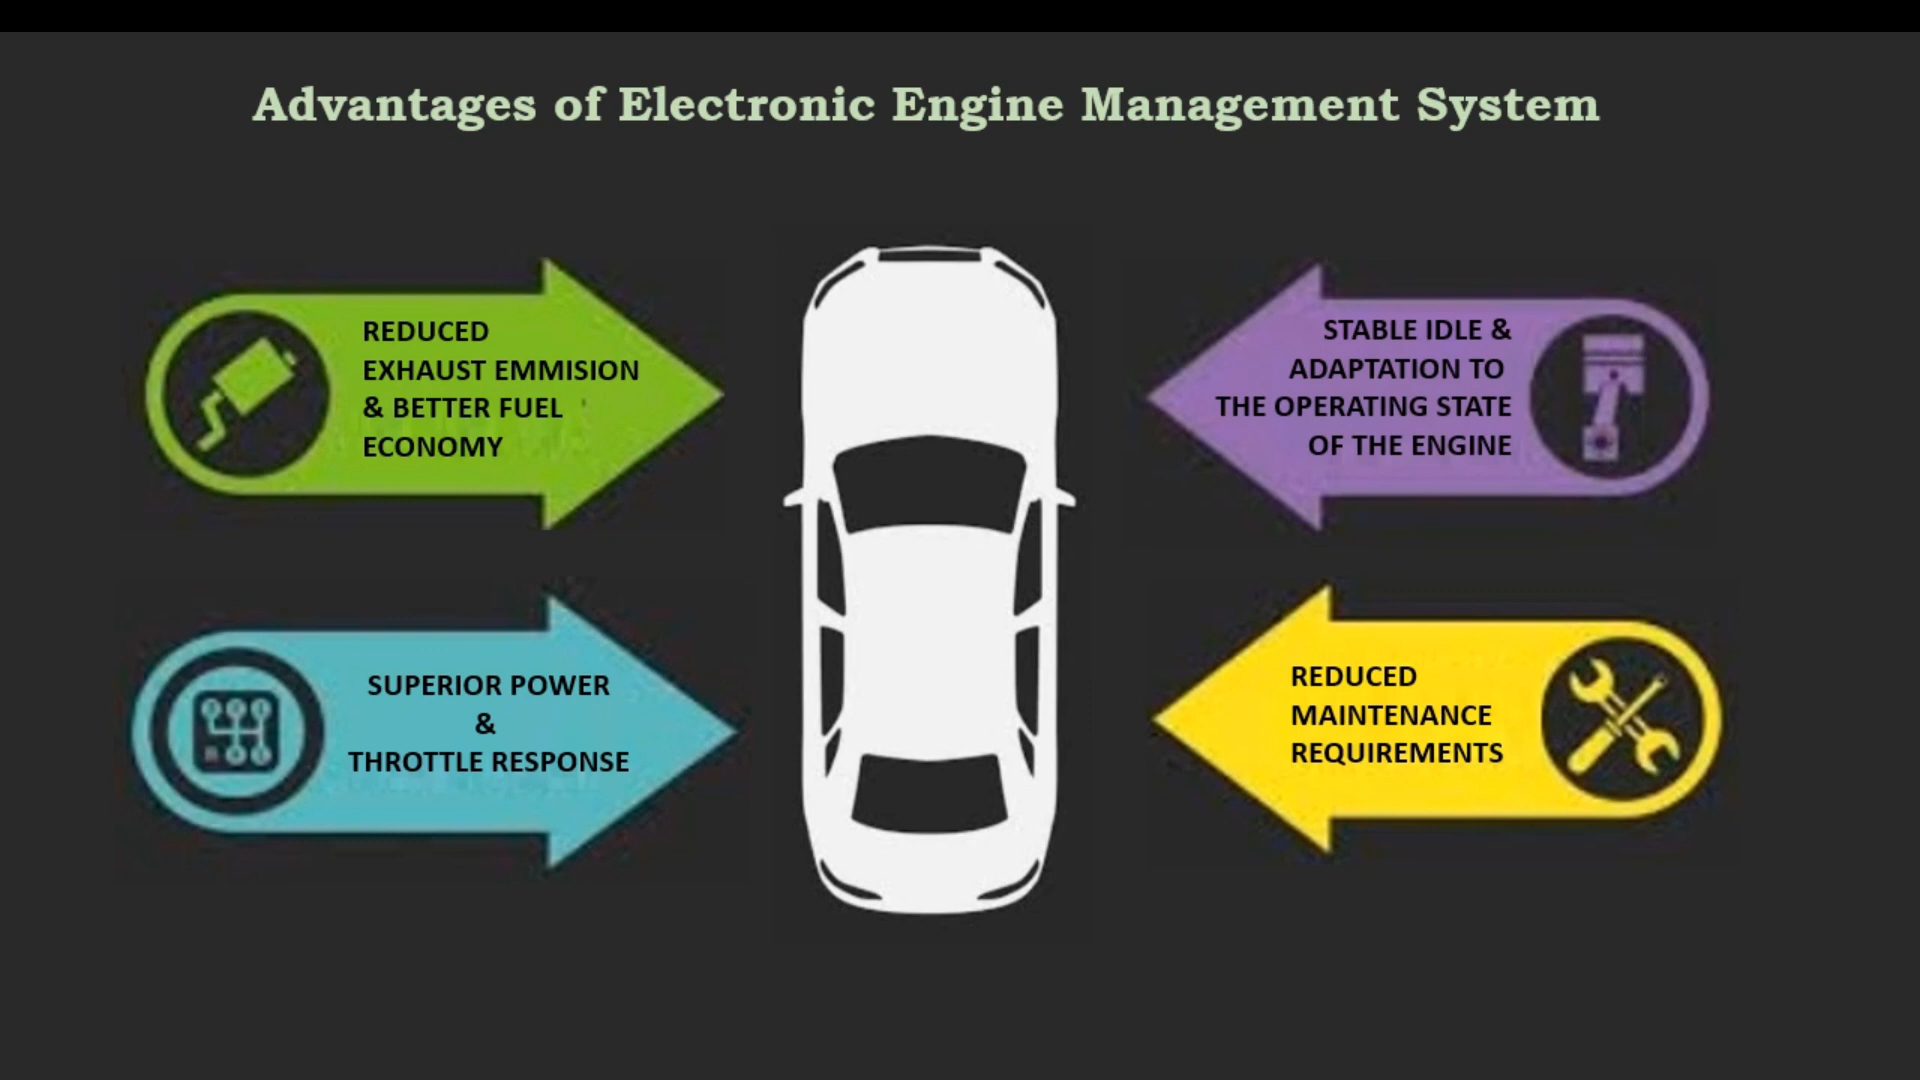 Advantages of Electronic Engine Management System
REDUCED
EXHAUST EMMISION
& BETTER FUEL
ECONOMY
STABLE IDLE &
ADAPTATION TO
THE OPERATING STATE
OF THE ENGINE
SUPERIOR POWER
&
THROTTLE RESPONSE
REDUCED
MAINTENANCE
REQUIREMENTS